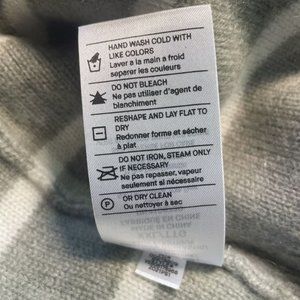 HAND WASH COLD WITH
LIKE COLORS
Laver a la main a froid
separer les couleurs
DO NOT BLEACH
Ne pas utiliser d'agent de
blanchiment
RESHAPE AND LAY FLAT TO
DRY
Redonner forme et sécher
à plat
DO NOT IRON, STEAM ONLY
IF NECESSARY
Ne pas repasser, vapeur
seulement si nécessaire
P
OR DRY CLEAN
Ou nettoyer à sec